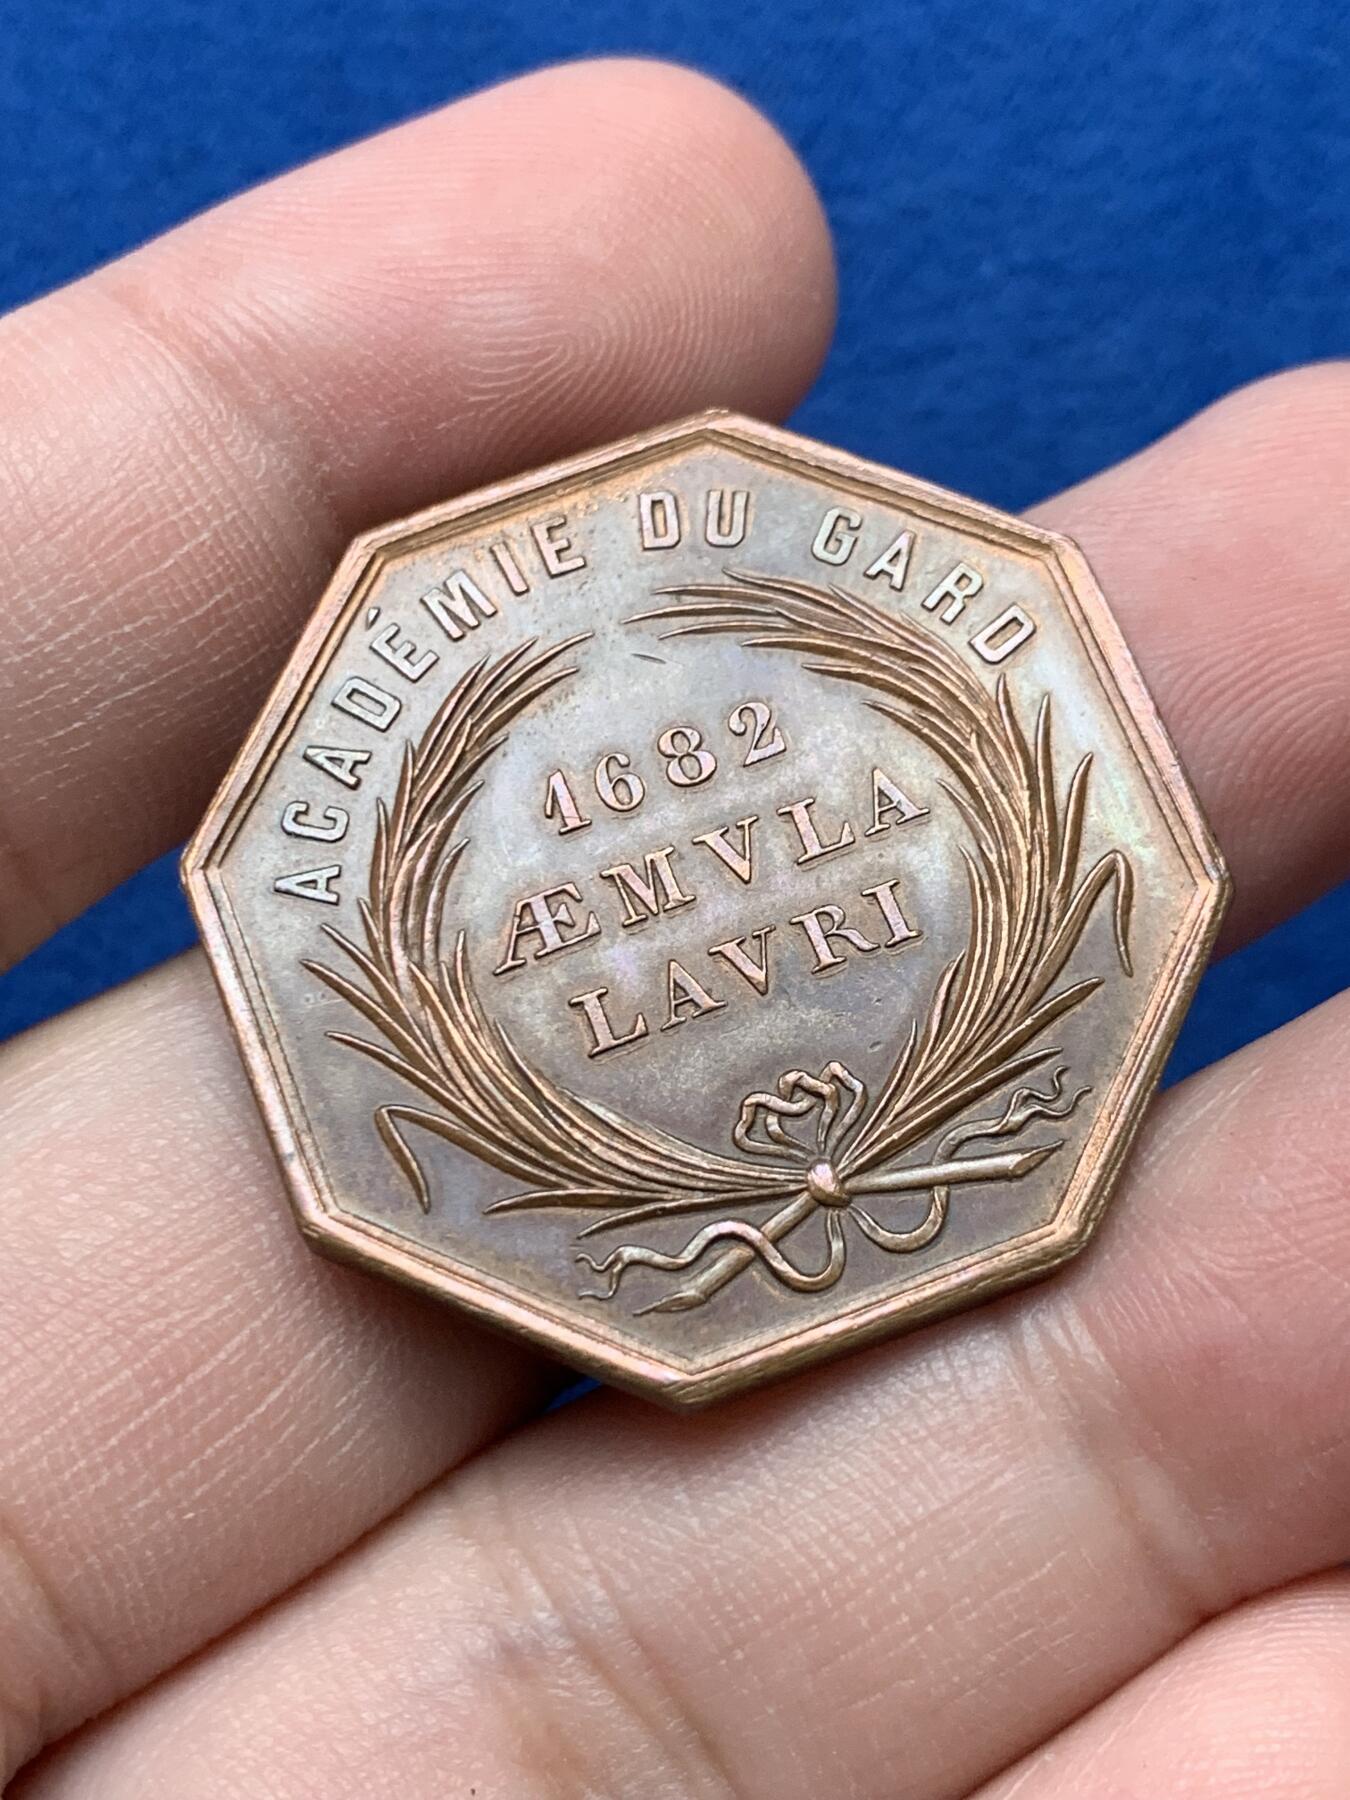 ACADÉMIE DU GARD
1682
ÆMVLA
LAVRI